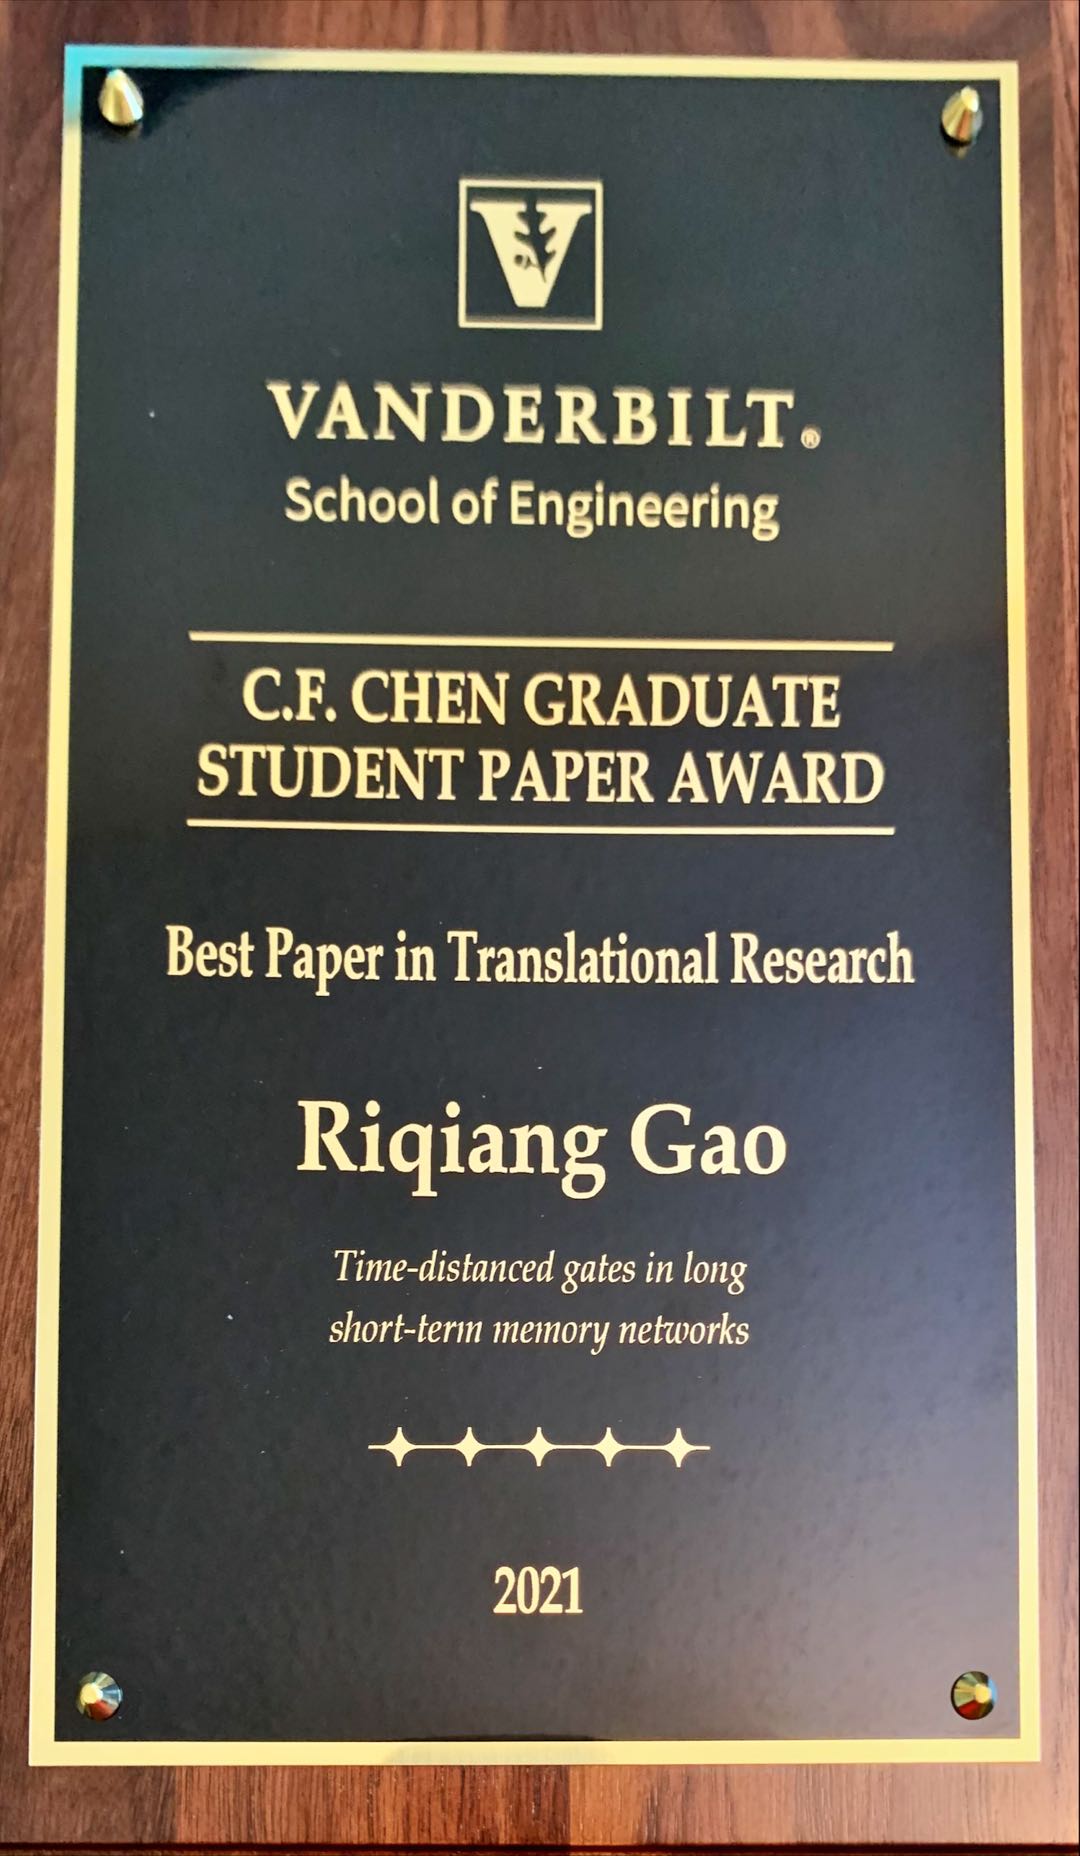 V
VANDERBILT®
School of Engineering
C.F. CHEN GRADUATE
STUDENT PAPER AWARD
Best Paper in Translational Research
Riqiang Gao
Time-distanced gates in long
short-term memory networks
2021